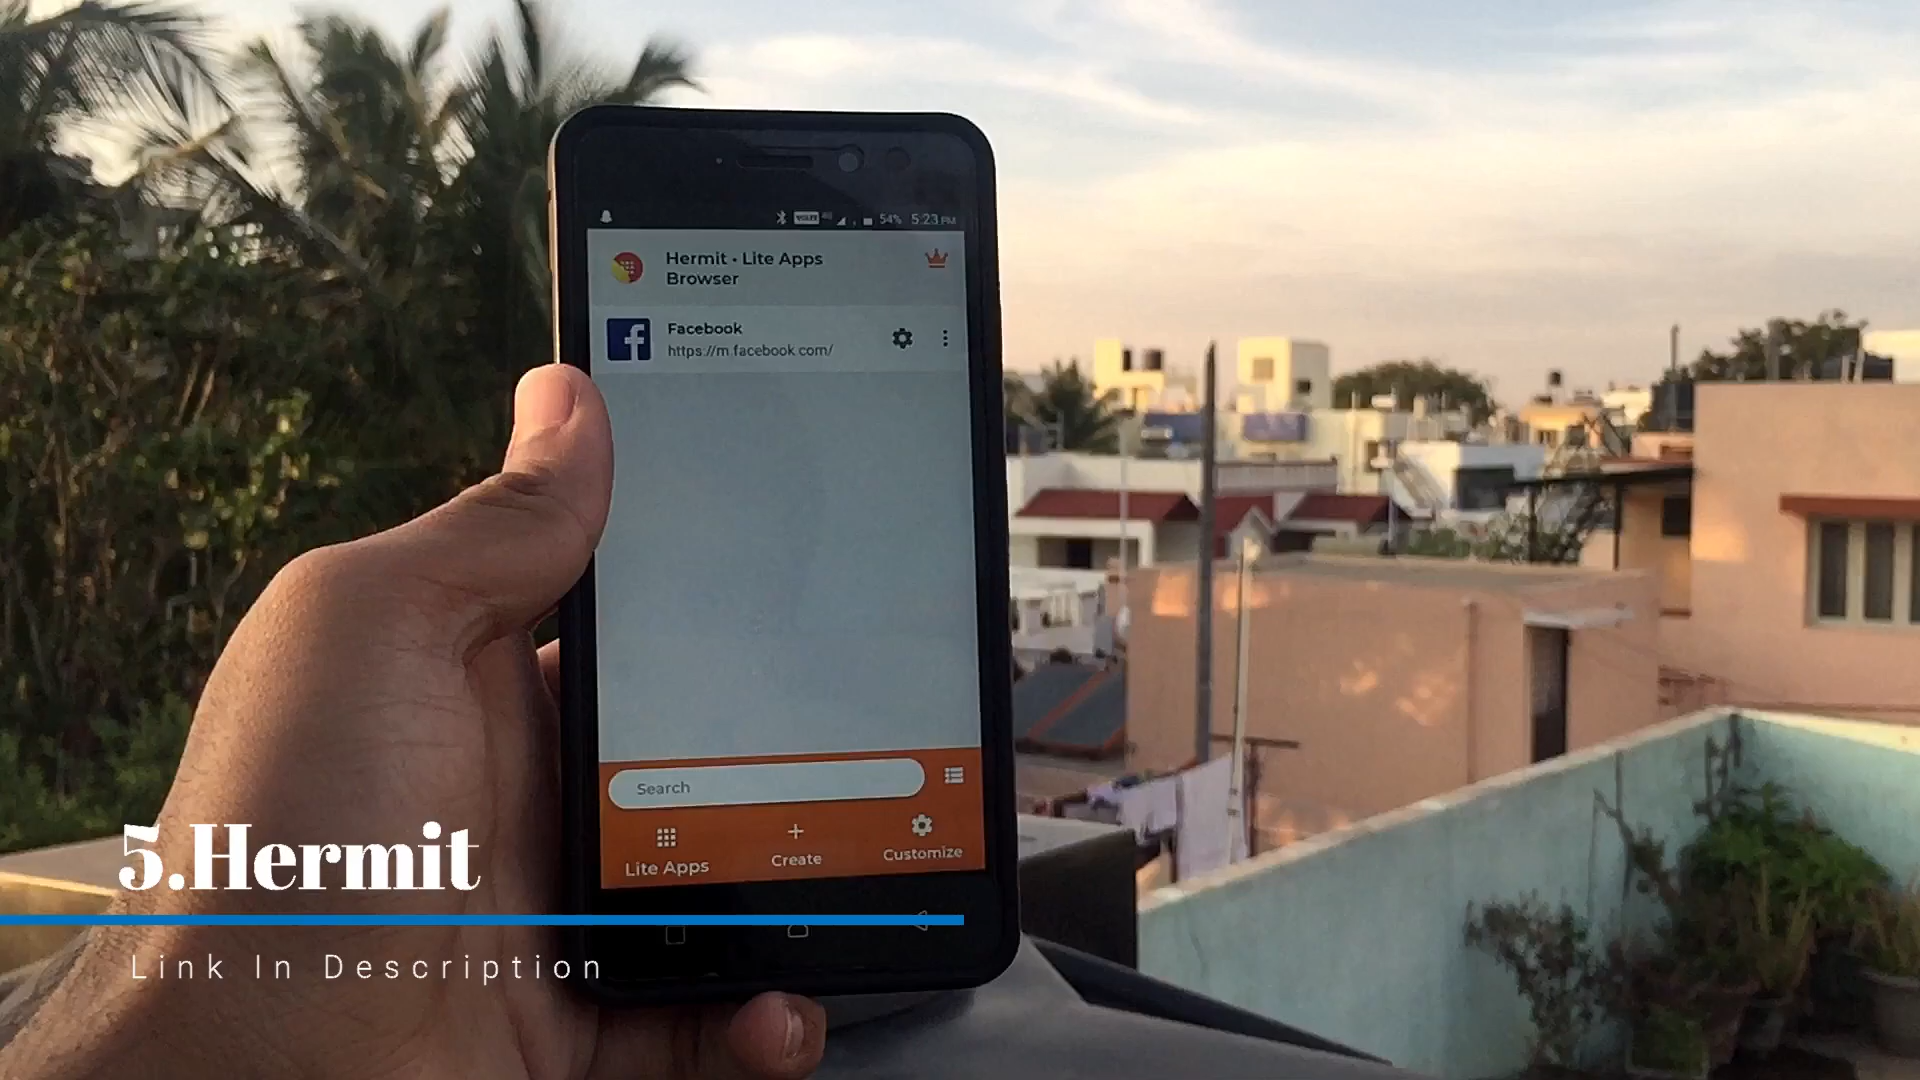 54% 5:23 PM
Hermit • Lite Apps
Browser
Facebook
https://m.facebook.com/
Search
Lite Apps
Create
Customize
5.Hermit
Link In Description